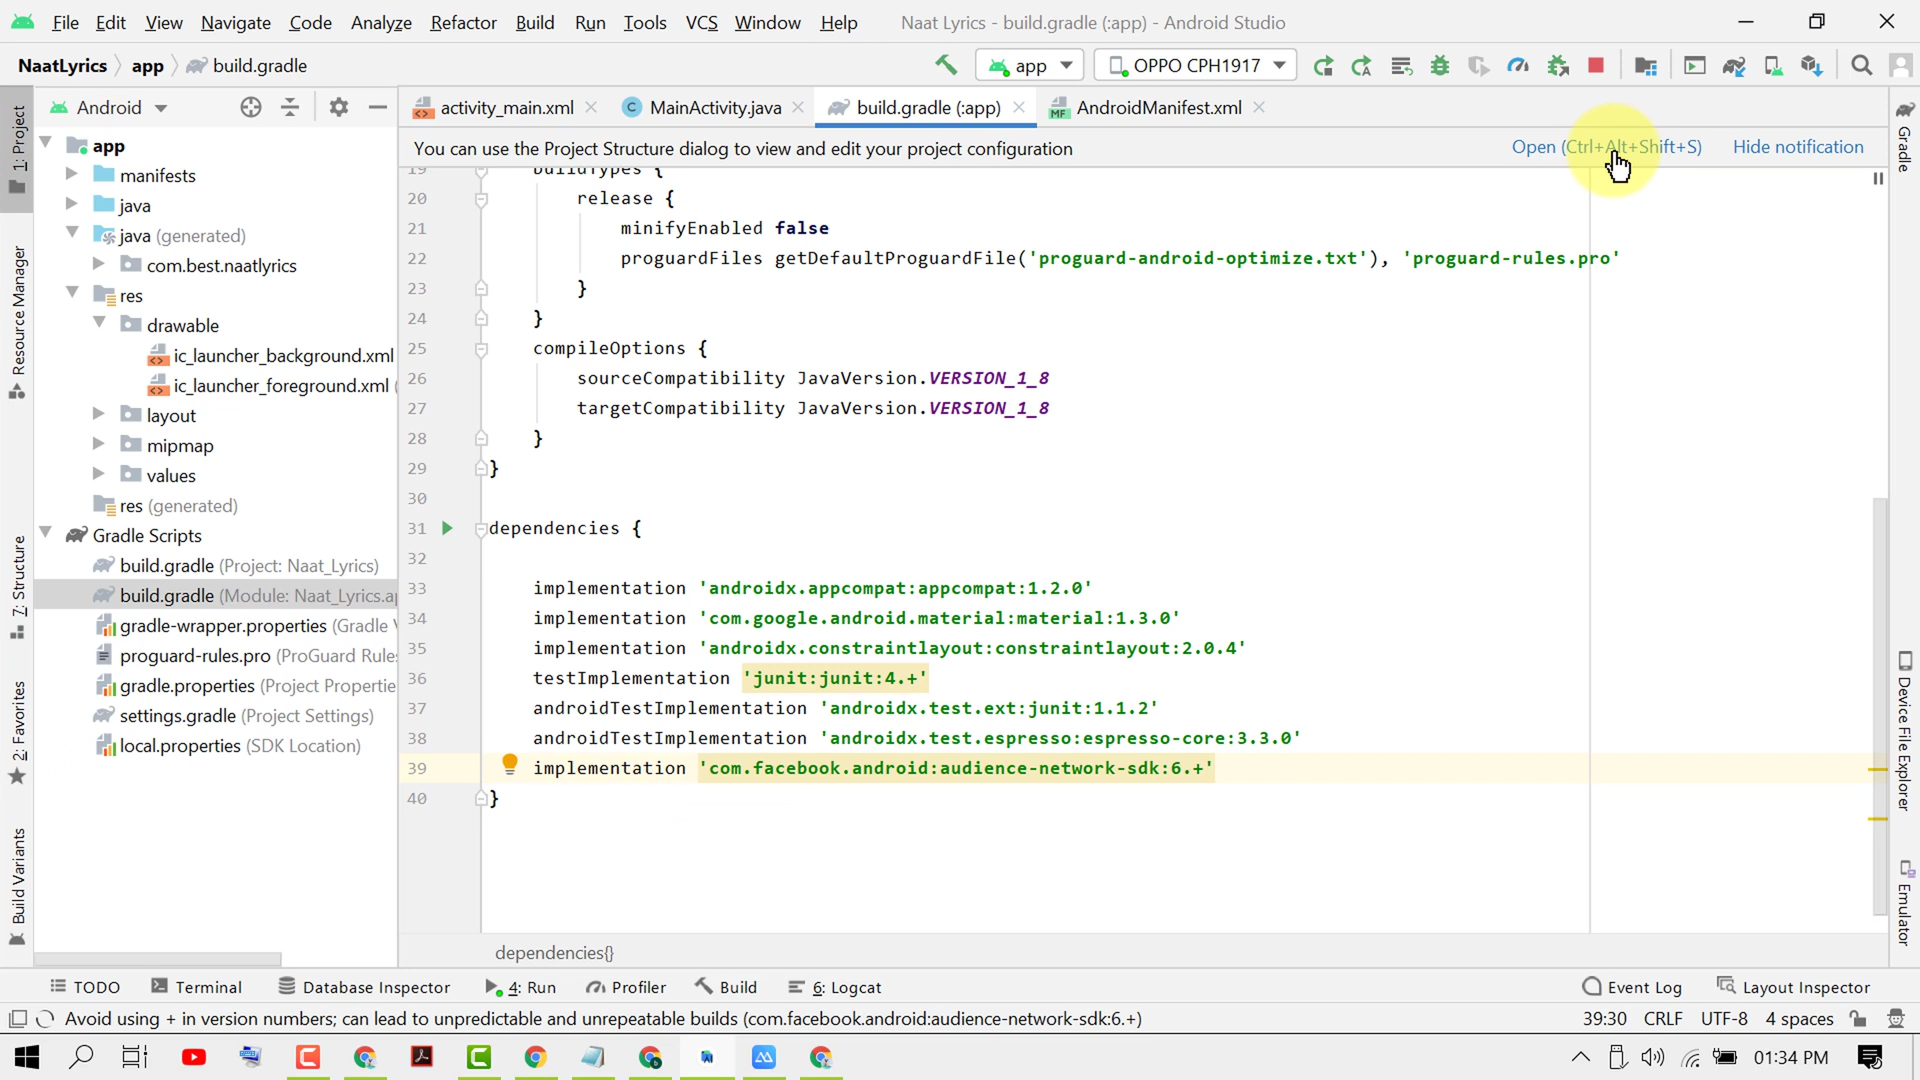 File Edit View Navigate Code Analyze Refactor Build Run Tools VCS Window Help Naat Lyrics - build.gradle (:app) - Android Studio
NaatLyrics app build.gradle app OPPO CPH1917
Android activity_main.xml MainActivity.java build.gradle (:app) AndroidManifest.xml
You can use the Project Structure dialog to view and edit your project configuration Open (Ctrl+Alt+Shift+S) Hide notification
1: Project
Resource Manager
7: Structure
2: Favorites
Build Variants
app
manifests
java
java (generated)
com.best.naatlyrics
res
drawable
ic_launcher_background.xml
ic_launcher_foreground.xml (
layout
mipmap
values
res (generated)
Gradle Scripts
build.gradle (Project: Naat_Lyrics)
build.gradle (Module: Naat_Lyrics.a
gradle-wrapper.properties (Gradle
proguard-rules.pro (ProGuard Rule
gradle.properties (Project Propertie
settings.gradle (Project Settings)
local.properties (SDK Location)
19 buildTypes {
20 release {
21 minifyEnabled false
22 proguardFiles getDefaultProguardFile('proguard-android-optimize.txt'), 'proguard-rules.pro'
23 }
24 }
25 compileOptions {
26 sourceCompatibility JavaVersion.VERSION_1_8
27 targetCompatibility JavaVersion.VERSION_1_8
28 }
29 }
30
31 dependencies {
32
33 implementation 'androidx.appcompat:appcompat:1.2.0'
34 implementation 'com.google.android.material:material:1.3.0'
35 implementation 'androidx.constraintlayout:constraintlayout:2.0.4'
36 testImplementation 'junit:junit:4.+'
37 androidTestImplementation 'androidx.test.ext:junit:1.1.2'
38 androidTestImplementation 'androidx.test.espresso:espresso-core:3.3.0'
39 implementation 'com.facebook.android:audience-network-sdk:6.+'
40 }
dependencies{}
Gradle
Device File Explorer
Emulator
TODO Terminal Database Inspector 4: Run Profiler Build 6: Logcat Event Log Layout Inspector
Avoid using + in version numbers; can lead to unpredictable and unrepeatable builds (com.facebook.android:audience-network-sdk:6.+) 39:30 CRLF UTF-8 4 spaces
01:34 PM